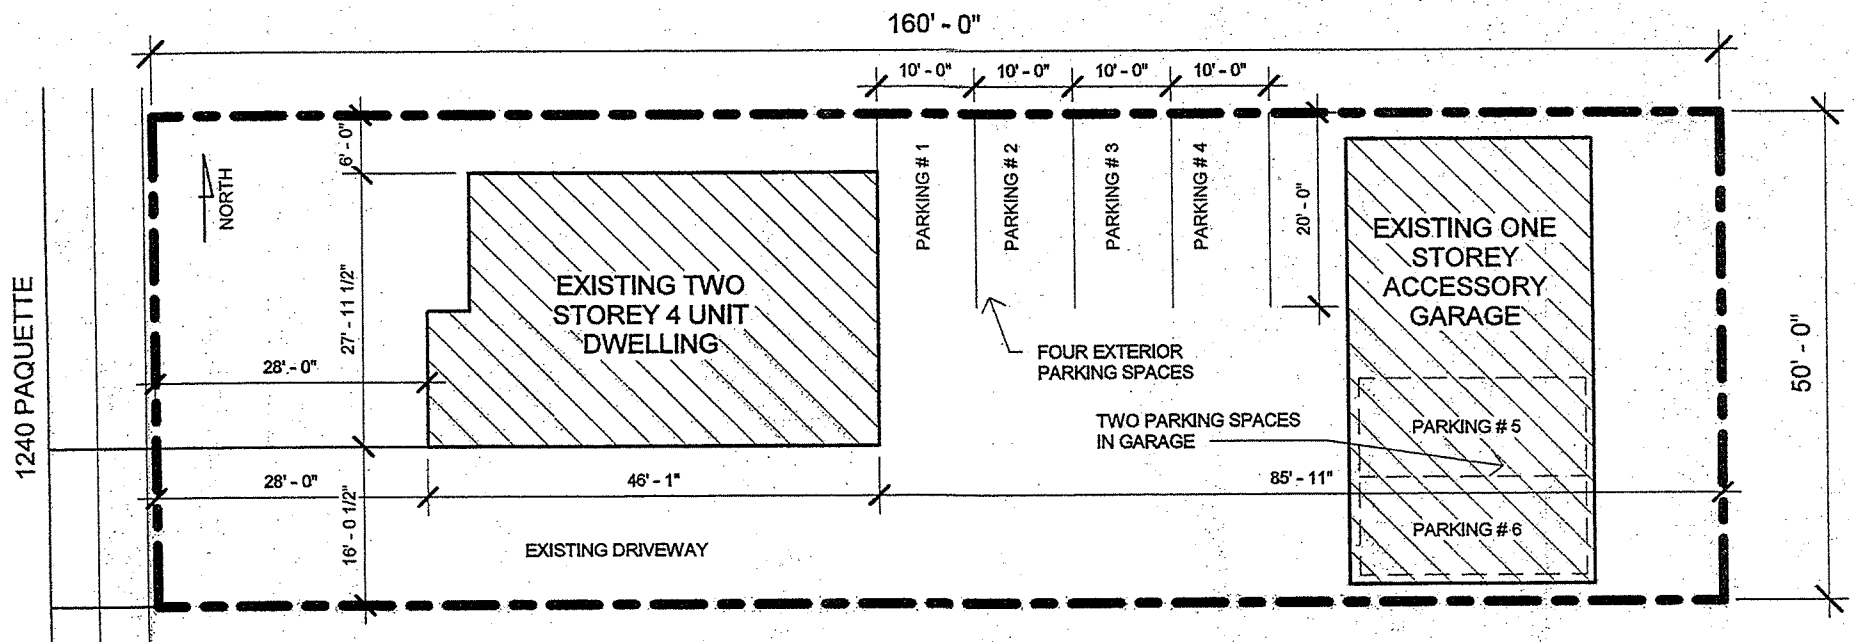 160' - 0"
10' - 0"
10' - 0"
10' - 0"
10' - 0"
6' - 0"
NORTH
PARKING # 1
PARKING # 2
PARKING # 3
PARKING # 4
20' - 0"
EXISTING ONE
STOREY
ACCESSORY
GARAGE
1240 PAQUETTE
27' - 11 1/2"
EXISTING TWO
STOREY 4 UNIT
DWELLING
28' - 0"
FOUR EXTERIOR
PARKING SPACES
50' - 0"
TWO PARKING SPACES
IN GARAGE
PARKING # 5
28' - 0"
46' - 1"
85' - 11"
16' - 0 1/2"
EXISTING DRIVEWAY
PARKING # 6